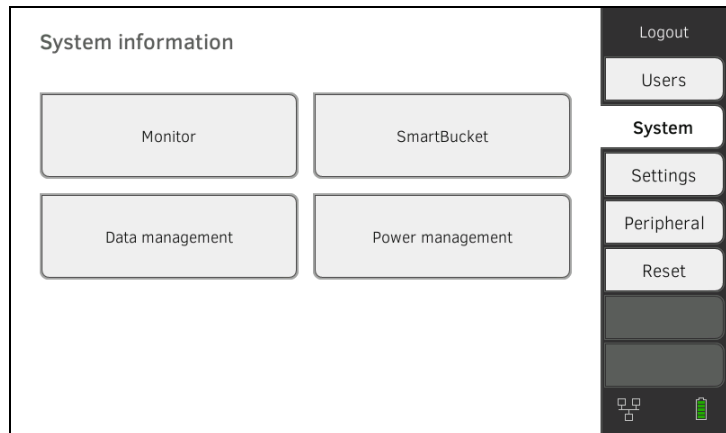 System information
Monitor
SmartBucket
Data management
Power management
Logout
Users
System
Settings
Peripheral
Reset